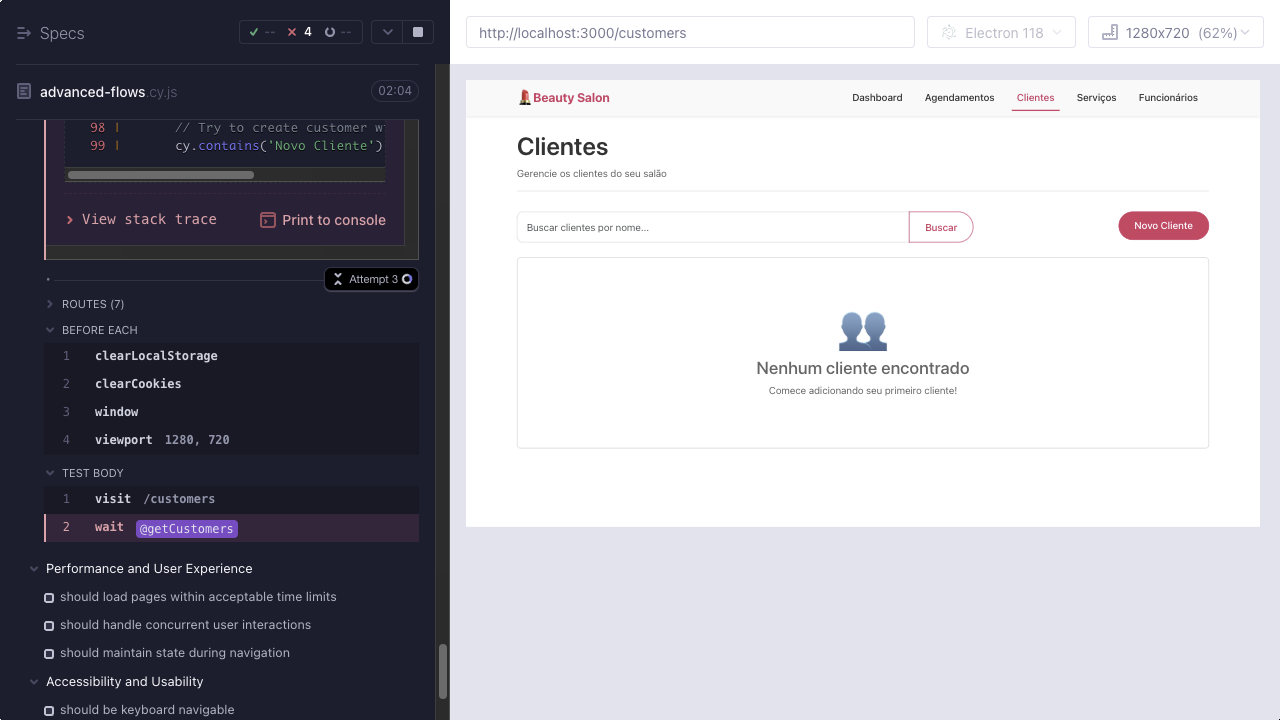 Specs
-- 4 --
http://localhost:3000/customers
Electron 118
1280x720 (62%)
advanced-flows.cy.js
02:04
98 | // Try to create customer w
99 | cy.contains('Novo Cliente')
View stack trace
Print to console
Attempt 3
ROUTES (7)
BEFORE EACH
1 clearLocalStorage
2 clearCookies
3 window
4 viewport 1280, 720
TEST BODY
1 visit /customers
2 wait @getCustomers
Performance and User Experience
should load pages within acceptable time limits
should handle concurrent user interactions
should maintain state during navigation
Accessibility and Usability
should be keyboard navigable
Beauty Salon
Dashboard
Agendamentos
Clientes
Serviços
Funcionários
Clientes
Gerencie os clientes do seu salão
Buscar clientes por nome...
Buscar
Novo Cliente
Nenhum cliente encontrado
Comece adicionando seu primeiro cliente!